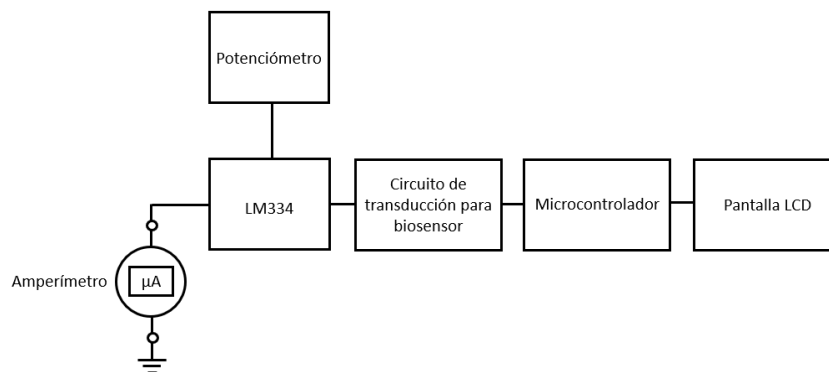 Potenciómetro
LM334
Circuito de
transducción para
biosensor
Microcontrolador
Pantalla LCD
Amperímetro
µA